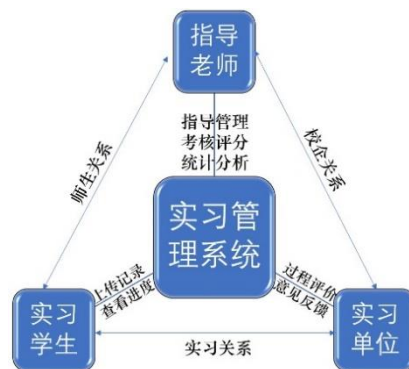 指导
老师
指导管理
考核评分
统计分析
师生关系
校企关系
实习管
理系统
上传记录
查看进度
过程评价
意见反馈
实习
学生
实习关系
实习
单位